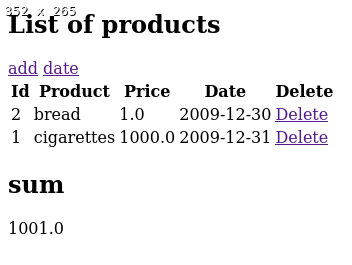 352 x 265
List of products
add date
Id Product Price Date Delete
2 bread 1.0 2009-12-30 Delete
1 cigarettes 1000.0 2009-12-31 Delete
sum
1001.0